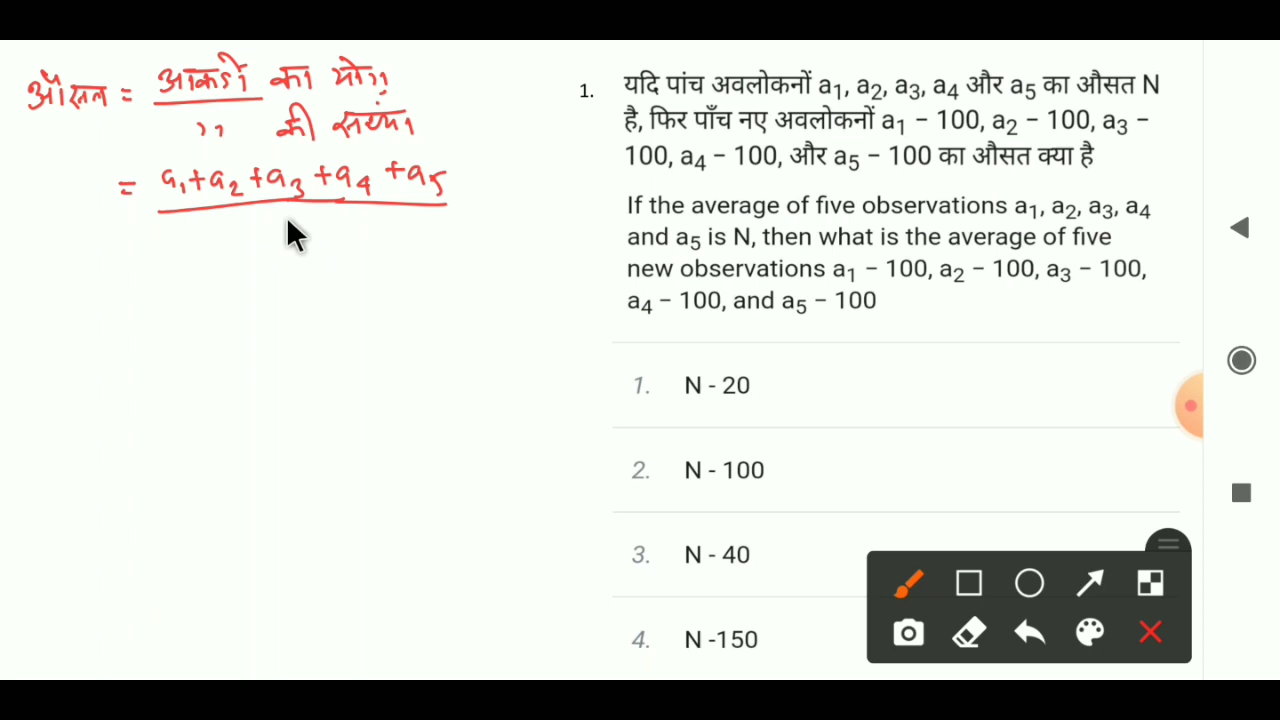 औसत = आकडों का योग
,, की संख्या
= a₁+a₂+a₃+a₄+a₅
1. यदि पांच अवलोकनों a₁, a₂, a₃, a₄ और a₅ का औसत N
है, फिर पाँच नए अवलोकनों a₁ − 100, a₂ − 100, a₃ −
100, a₄ − 100, और a₅ − 100 का औसत क्या है
If the average of five observations a₁, a₂, a₃, a₄
and a₅ is N, then what is the average of five
new observations a₁ − 100, a₂ − 100, a₃ − 100,
a₄ − 100, and a₅ − 100
1. N - 20
2. N - 100
3. N - 40
4. N -150